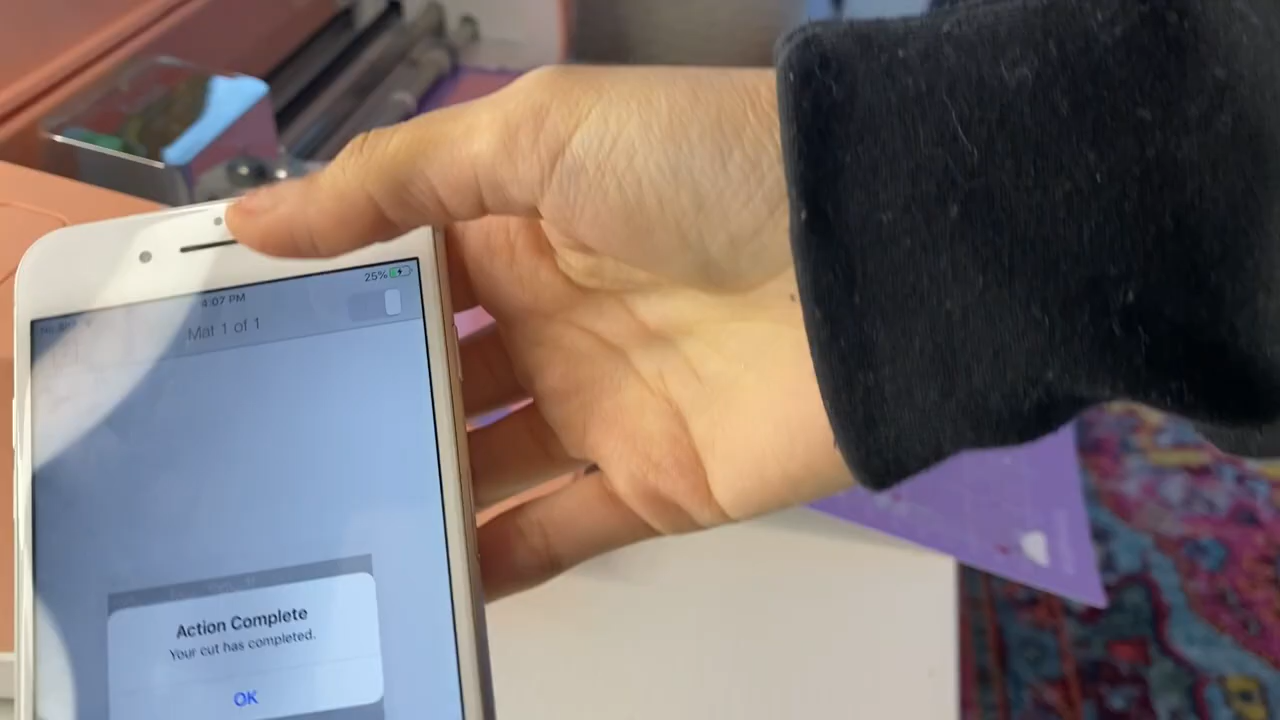 25%
4:07 PM
Mat 1 of 1
Action Complete
Your cut has completed.
OK